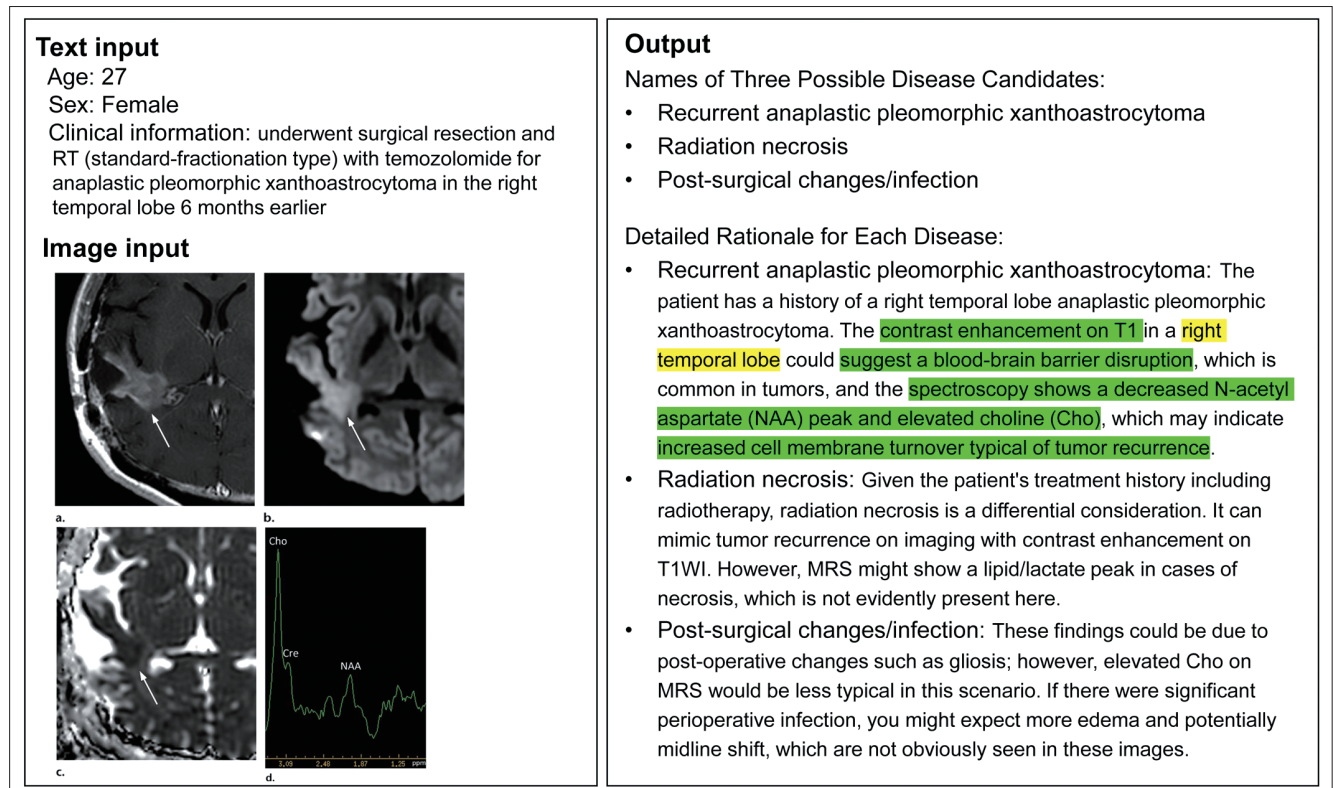 Text input
Age: 27
Sex: Female
Clinical information: underwent surgical resection and
RT (standard-fractionation type) with temozolomide for
anaplastic pleomorphic xanthoastrocytoma in the right
temporal lobe 6 months earlier
Image input
a.
b.
c.
Cho
Cre
NAA
3.09 2.48 1.87 1.25 ppm
d.
Output
Names of Three Possible Disease Candidates:
• Recurrent anaplastic pleomorphic xanthoastrocytoma
• Radiation necrosis
• Post-surgical changes/infection
Detailed Rationale for Each Disease:
• Recurrent anaplastic pleomorphic xanthoastrocytoma: The
patient has a history of a right temporal lobe anaplastic pleomorphic
xanthoastrocytoma. The contrast enhancement on T1 in a right
temporal lobe could suggest a blood-brain barrier disruption, which is
common in tumors, and the spectroscopy shows a decreased N-acetyl
aspartate (NAA) peak and elevated choline (Cho), which may indicate
increased cell membrane turnover typical of tumor recurrence.
• Radiation necrosis: Given the patient's treatment history including
radiotherapy, radiation necrosis is a differential consideration. It can
mimic tumor recurrence on imaging with contrast enhancement on
T1WI. However, MRS might show a lipid/lactate peak in cases of
necrosis, which is not evidently present here.
• Post-surgical changes/infection: These findings could be due to
post-operative changes such as gliosis; however, elevated Cho on
MRS would be less typical in this scenario. If there were significant
perioperative infection, you might expect more edema and potentially
midline shift, which are not obviously seen in these images.